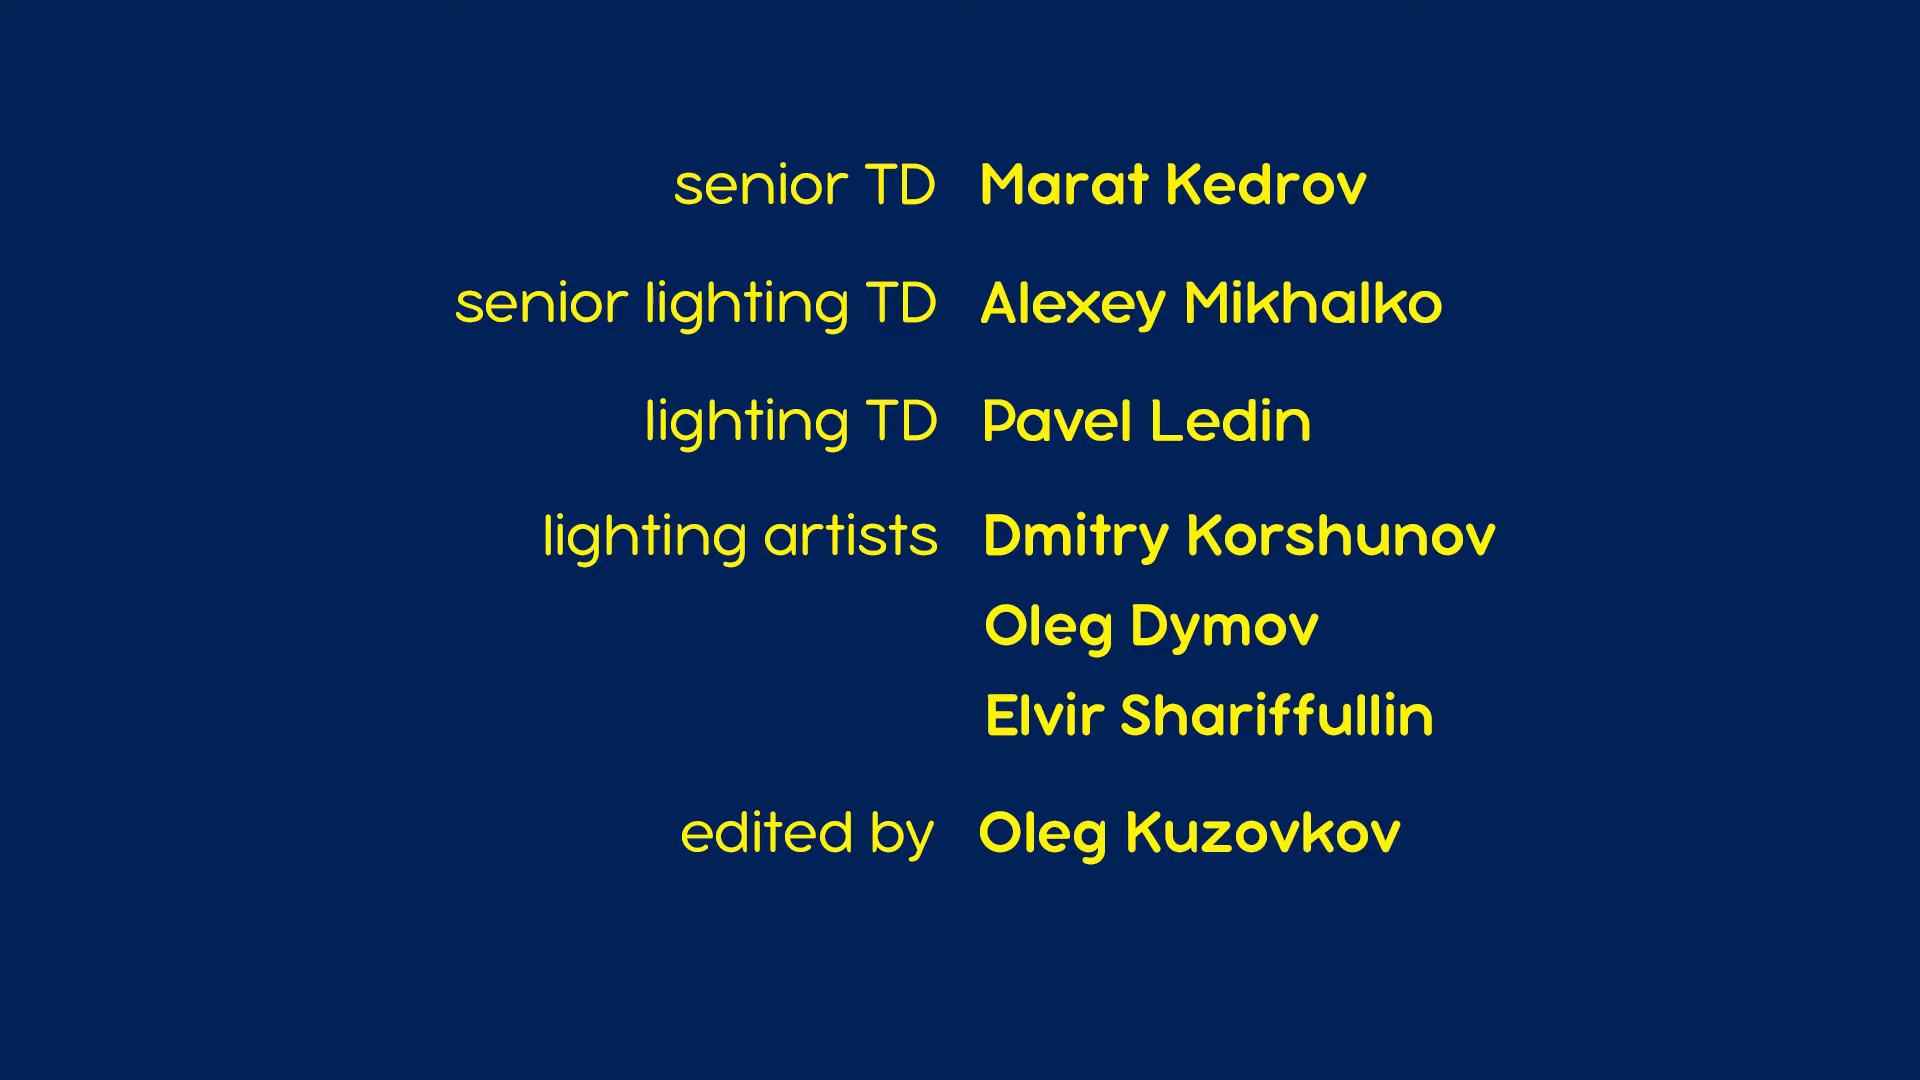 senior TD Marat Kedrov
senior lighting TD Alexey Mikhalko
lighting TD Pavel Ledin
lighting artists Dmitry Korshunov
Oleg Dymov
Elvir Shariffullin
edited by Oleg Kuzovkov